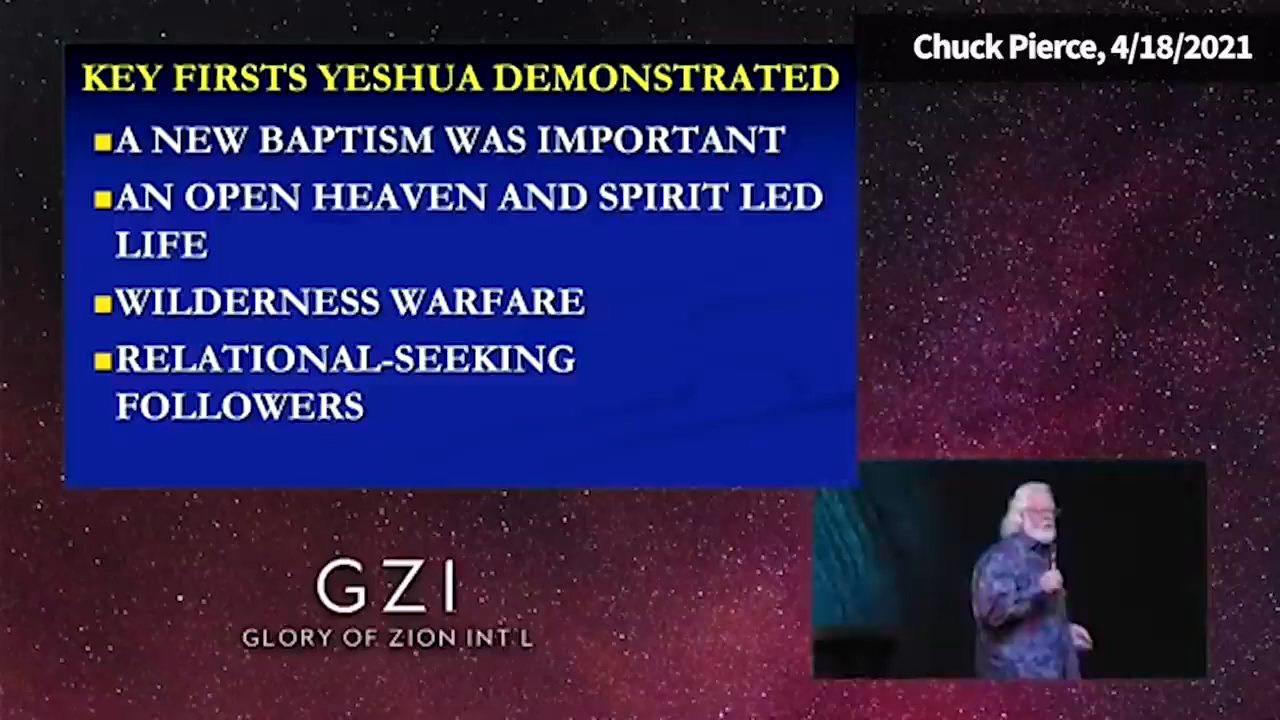 Chuck Pierce, 4/18/2021
KEY FIRSTS YESHUA DEMONSTRATED
A NEW BAPTISM WAS IMPORTANT
AN OPEN HEAVEN AND SPIRIT LED
LIFE
WILDERNESS WARFARE
RELATIONAL-SEEKING
FOLLOWERS
GZI
GLORY OF ZION INT'L